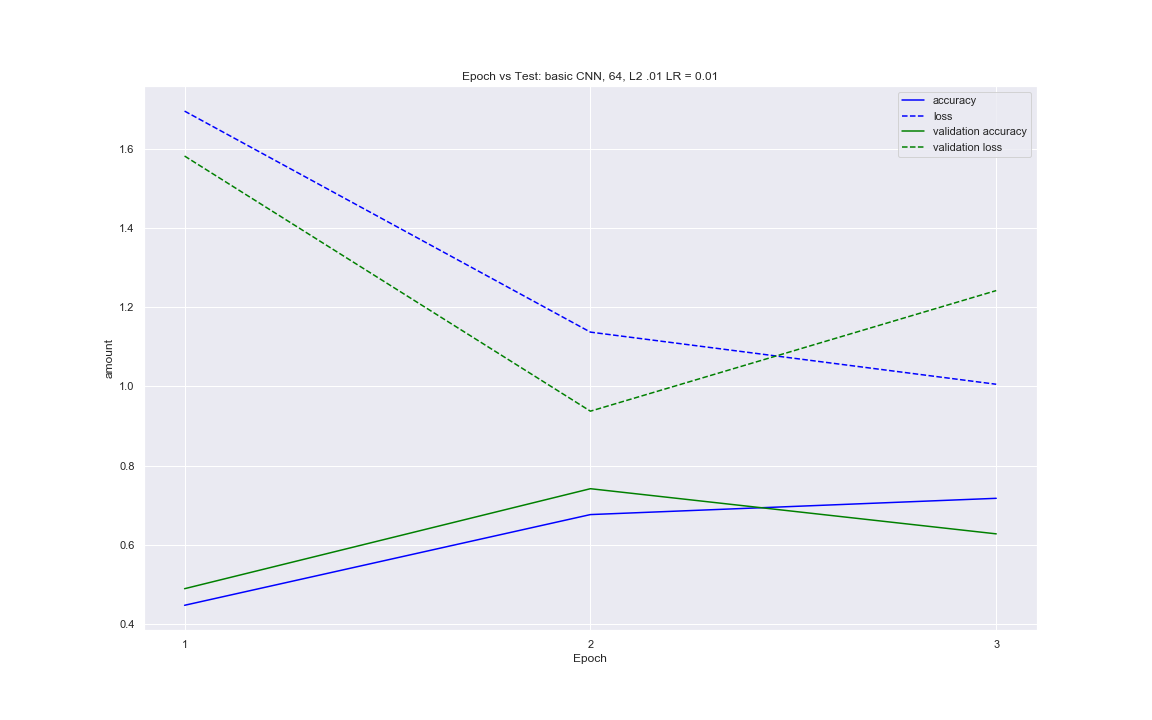 Epoch vs Test: basic CNN, 64, L2 .01 LR = 0.01
accuracy
loss
validation accuracy
validation loss
1.6
1.4
1.2
1.0
0.8
0.6
0.4
amount
1
2
3
Epoch